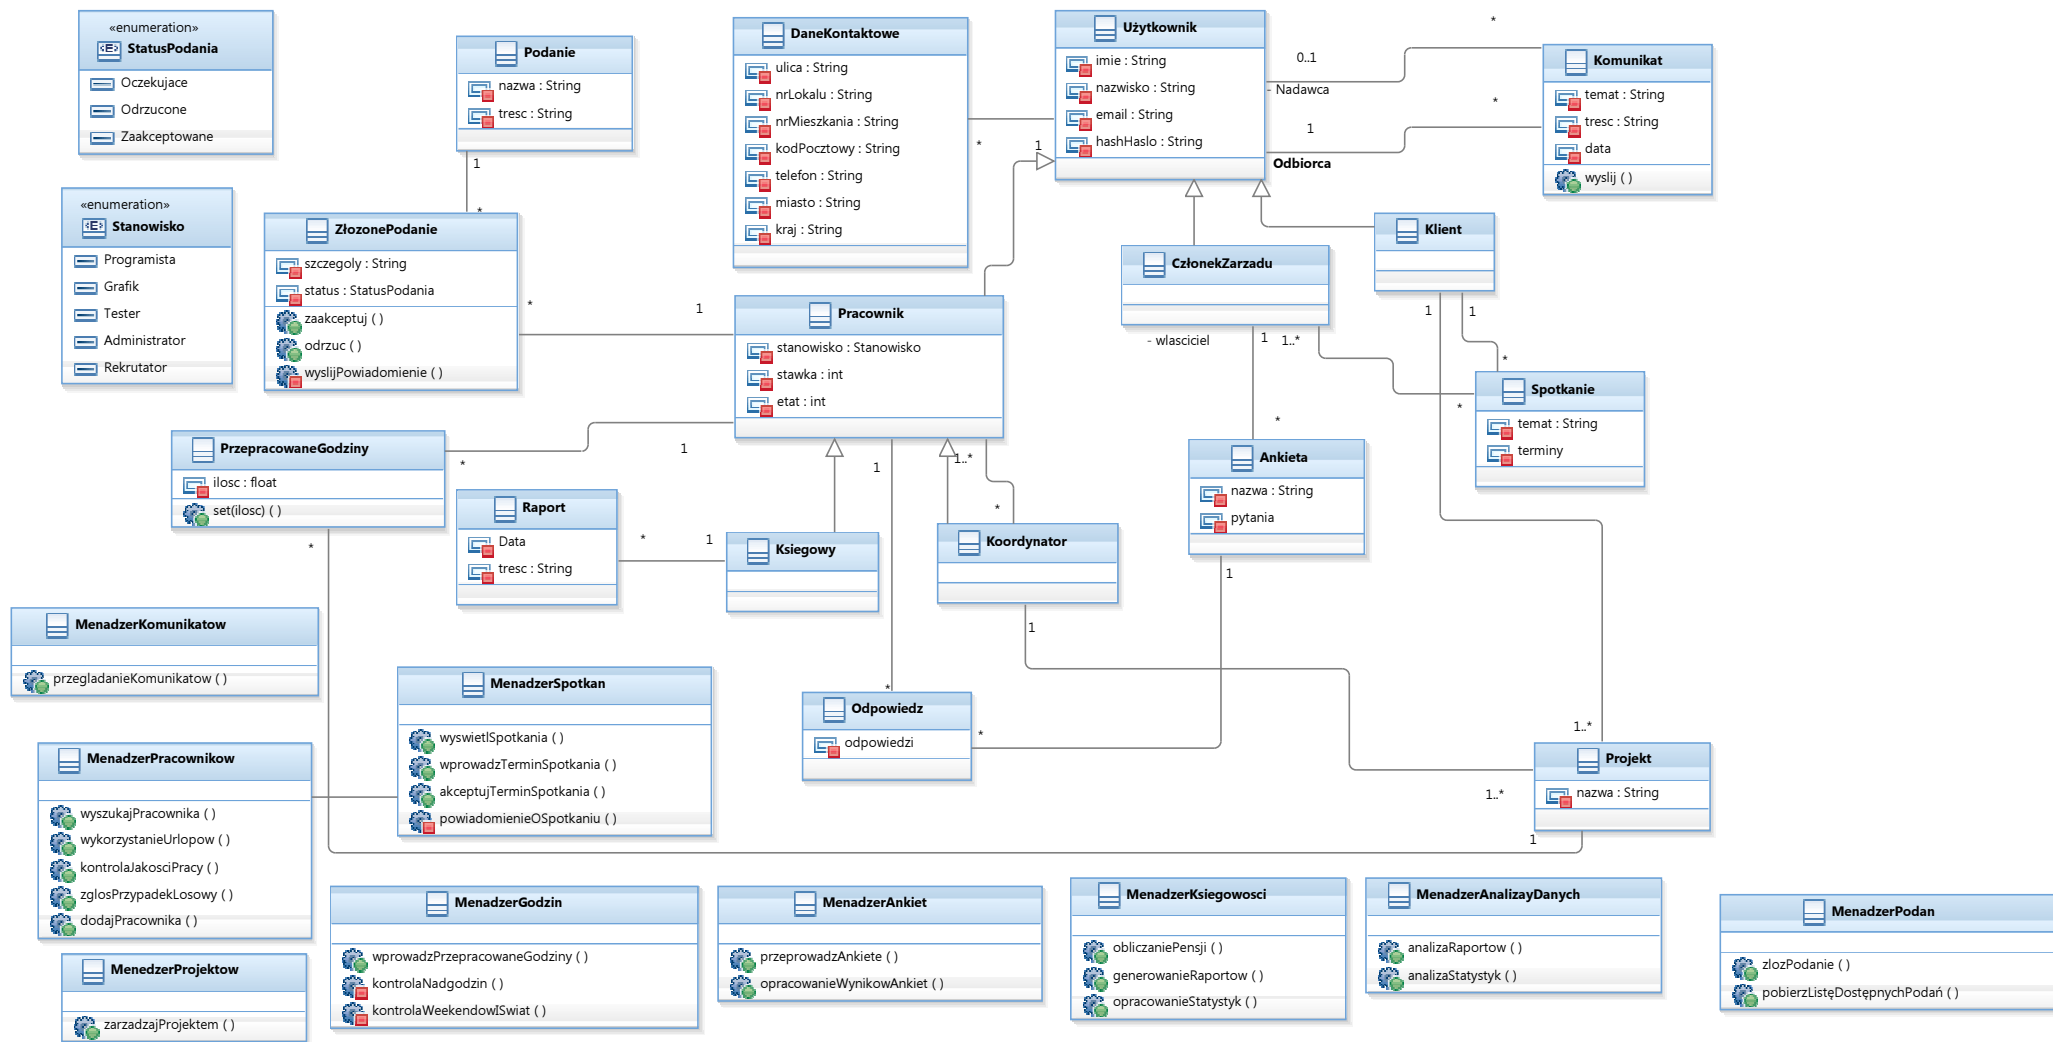 «enumeration»
StatusPodania
Oczekujace
Odrzucone
Zaakceptowane
Podanie
nazwa : String
tresc : String
1
*
DaneKontaktowe
ulica : String
nrLokalu : String
nrMieszkania : String
kodPocztowy : String
telefon : String
miasto : String
kraj : String
*
1
Użytkownik
imie : String
nazwisko : String
email : String
hashHaslo : String
0..1
- Nadawca
*
1
Odbiorca
*
Komunikat
temat : String
tresc : String
data
wyslij ( )
«enumeration»
Stanowisko
Programista
Grafik
Tester
Administrator
Rekrutator
ZłozonePodanie
szczegoly : String
status : StatusPodania
zaakceptuj ( )
odrzuc ( )
wyslijPowiadomienie ( )
*
1
Pracownik
stanowisko : Stanowisko
stawka : int
etat : int
CzłonekZarzadu
- wlasciciel
1
1..*
*
Klient
1
1
*
*
Spotkanie
temat : String
terminy
PrzepracowaneGodziny
ilosc : float
set(ilosc) ( )
*
1
*
Raport
Data
tresc : String
*
1
Ksiegowy
1
1..*
*
Koordynator
1
Ankieta
nazwa : String
pytania
1
MenadzerKomunikatow
przegladanieKomunikatow ( )
MenadzerSpotkan
wyswietlSpotkania ( )
wprowadzTerminSpotkania ( )
akceptujTerminSpotkania ( )
powiadomienieOSpotkaniu ( )
*
Odpowiedz
odpowiedzi
*
1..*
1..*
Projekt
nazwa : String
1
MenadzerPracownikow
wyszukajPracownika ( )
wykorzystanieUrlopow ( )
kontrolaJakosciPracy ( )
zglosPrzypadekLosowy ( )
dodajPracownika ( )
MenedzerProjektow
zarzadzajProjektem ( )
MenadzerGodzin
wprowadzPrzepracowaneGodziny ( )
kontrolaNadgodzin ( )
kontrolaWeekendowISwiat ( )
MenadzerAnkiet
przeprowadzAnkiete ( )
opracowanieWynikowAnkiet ( )
MenadzerKsiegowosci
obliczaniePensji ( )
generowanieRaportow ( )
opracowanieStatystyk ( )
MenadzerAnalizayDanych
analizaRaportow ( )
analizaStatystyk ( )
MenadzerPodan
zlozPodanie ( )
pobierzListęDostępnychPodań ( )